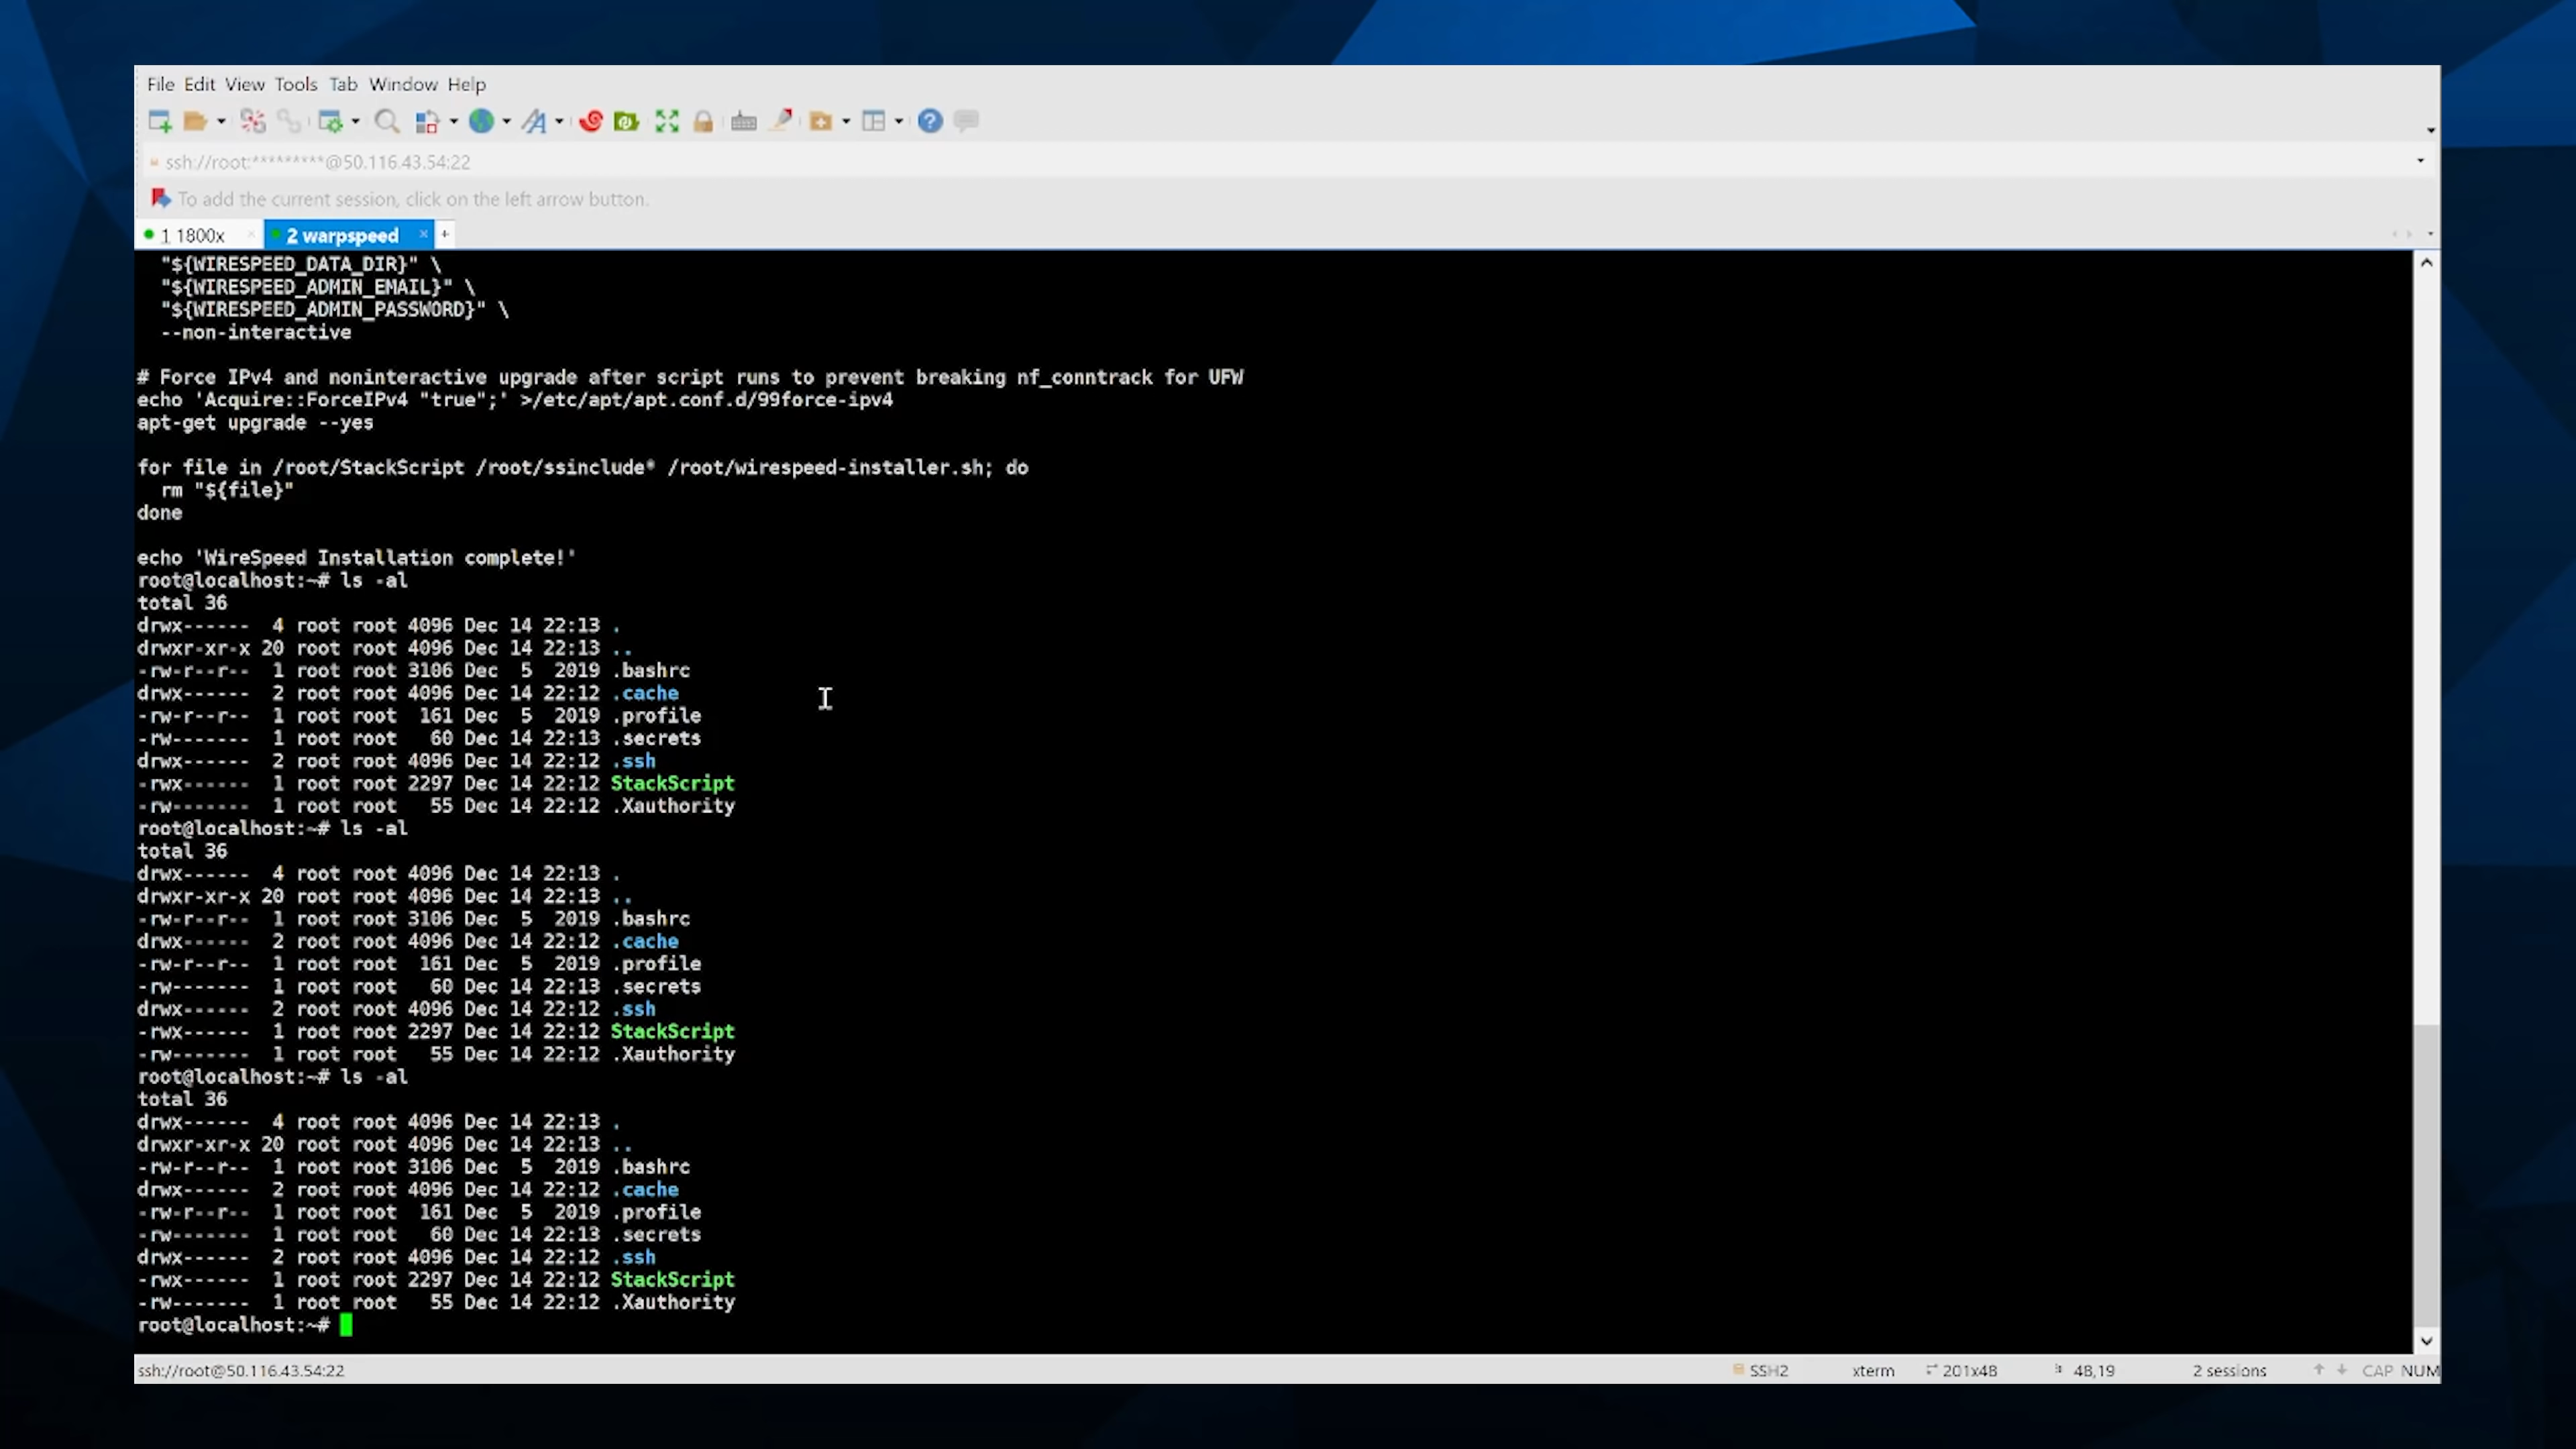 File Edit View Tools Tab Window Help
ssh://root:*********@50.116.43.54:22
To add the current session, click on the left arrow button.
1 1800x
2 warpspeed
"${WIRESPEED_DATA_DIR}" \
"${WIRESPEED_ADMIN_EMAIL}" \
"${WIRESPEED_ADMIN_PASSWORD}" \
--non-interactive
# Force IPv4 and noninteractive upgrade after script runs to prevent breaking nf_conntrack for UFW
echo 'Acquire::ForceIPv4 "true";' >/etc/apt/apt.conf.d/99force-ipv4
apt-get upgrade --yes
for file in /root/StackScript /root/ssinclude* /root/wirespeed-installer.sh; do
rm "${file}"
done
echo 'WireSpeed Installation complete!'
root@localhost:~# ls -al
total 36
drwx------  4 root root 4096 Dec 14 22:13 .
drwxr-xr-x 20 root root 4096 Dec 14 22:13 ..
-rw-r--r--  1 root root 3106 Dec  5  2019 .bashrc
drwx------  2 root root 4096 Dec 14 22:12 .cache
-rw-r--r--  1 root root  161 Dec  5  2019 .profile
-rw-------  1 root root   60 Dec 14 22:13 .secrets
drwx------  2 root root 4096 Dec 14 22:12 .ssh
-rwx------  1 root root 2297 Dec 14 22:12 StackScript
-rw-------  1 root root   55 Dec 14 22:12 .Xauthority
root@localhost:~# ls -al
total 36
drwx------  4 root root 4096 Dec 14 22:13 .
drwxr-xr-x 20 root root 4096 Dec 14 22:13 ..
-rw-r--r--  1 root root 3106 Dec  5  2019 .bashrc
drwx------  2 root root 4096 Dec 14 22:12 .cache
-rw-r--r--  1 root root  161 Dec  5  2019 .profile
-rw-------  1 root root   60 Dec 14 22:13 .secrets
drwx------  2 root root 4096 Dec 14 22:12 .ssh
-rwx------  1 root root 2297 Dec 14 22:12 StackScript
-rw-------  1 root root   55 Dec 14 22:12 .Xauthority
root@localhost:~# ls -al
total 36
drwx------  4 root root 4096 Dec 14 22:13 .
drwxr-xr-x 20 root root 4096 Dec 14 22:13 ..
-rw-r--r--  1 root root 3106 Dec  5  2019 .bashrc
drwx------  2 root root 4096 Dec 14 22:12 .cache
-rw-r--r--  1 root root  161 Dec  5  2019 .profile
-rw-------  1 root root   60 Dec 14 22:13 .secrets
drwx------  2 root root 4096 Dec 14 22:12 .ssh
-rwx------  1 root root 2297 Dec 14 22:12 StackScript
-rw-------  1 root root   55 Dec 14 22:12 .Xauthority
root@localhost:~#
ssh://root@50.116.43.54:22 SSH2 xterm 201x48 48,19 2 sessions CAP NUM